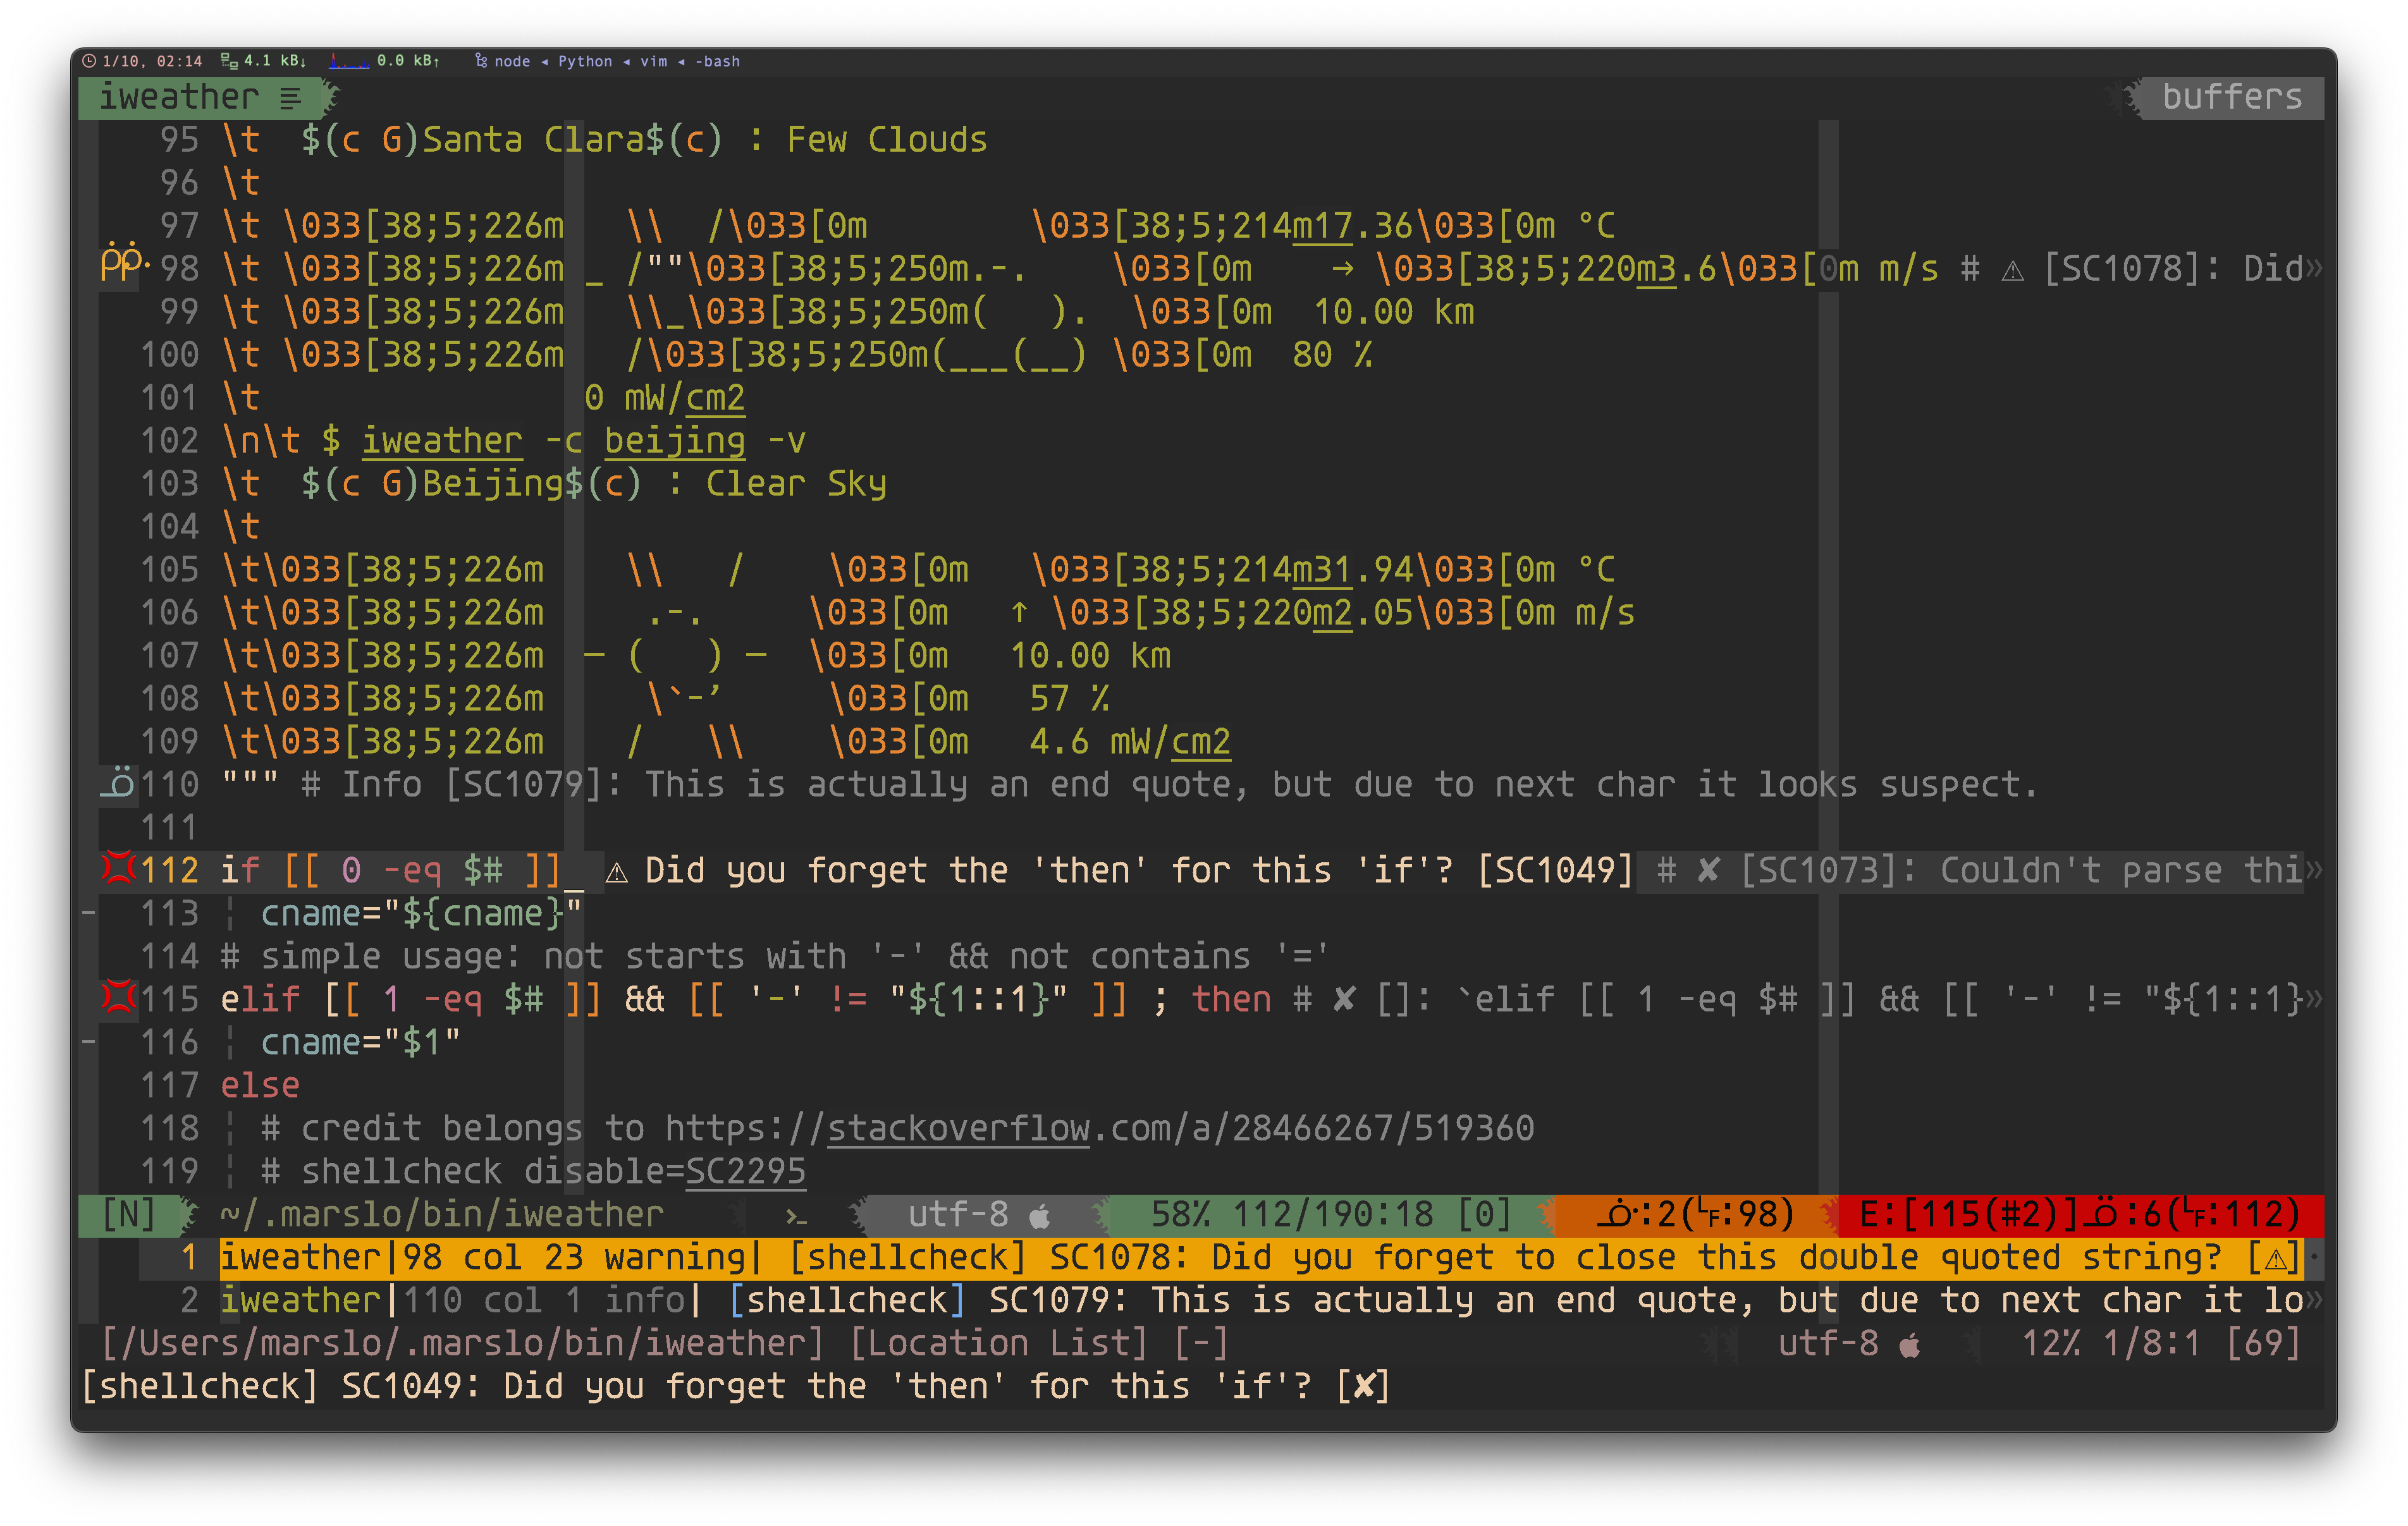 1/10, 02:14 4.1 kB↓ 0.0 kB↑ node ◂ Python ◂ vim ◂ -bash
iweather ☰ buffers
95 \t  $(c G)Santa Clara$(c) : Few Clouds
96 \t
97 \t \033[38;5;226m   \\  /\033[0m        \033[38;5;214m17.36\033[0m °C
98 \t \033[38;5;226m _ /""\033[38;5;250m.-.    \033[0m    → \033[38;5;220m3.6\033[0m m/s # ⚠ [SC1078]: Did»
99 \t \033[38;5;226m   \\_\033[38;5;250m(   ).  \033[0m  10.00 km
100 \t \033[38;5;226m   /\033[38;5;250m(___(__) \033[0m  80 %
101 \t                0 mW/cm2
102 \n\t $ iweather -c beijing -v
103 \t  $(c G)Beijing$(c) : Clear Sky
104 \t
105 \t\033[38;5;226m    \\   /    \033[0m   \033[38;5;214m31.94\033[0m °C
106 \t\033[38;5;226m     .-.     \033[0m   ↑ \033[38;5;220m2.05\033[0m m/s
107 \t\033[38;5;226m  ― (   ) ―  \033[0m   10.00 km
108 \t\033[38;5;226m     \`-’     \033[0m   57 %
109 \t\033[38;5;226m    /   \\    \033[0m   4.6 mW/cm2
110 """ # Info [SC1079]: This is actually an end quote, but due to next char it looks suspect.
111
112 if [[ 0 -eq $# ]]_ ⚠ Did you forget the 'then' for this 'if'? [SC1049] # ✘ [SC1073]: Couldn't parse thi»
- 113 ¦ cname="${cname}"
114 # simple usage: not starts with '-' && not contains '='
115 elif [[ 1 -eq $# ]] && [[ '-' != "${1::1}" ]] ; then # ✘ []: `elif [[ 1 -eq $# ]] && [[ '-' != "${1::1}»
- 116 ¦ cname="$1"
117 else
118 ¦ # credit belongs to https://stackoverflow.com/a/28466267/519360
119 ¦ # shellcheck disable=SC2295
[N] ~/.marslo/bin/iweather >_ utf-8 58% 112/190:18 [0] :2(LF:98) E:[115(#2)] :6(LF:112)
1 iweather|98 col 23 warning| [shellcheck] SC1078: Did you forget to close this double quoted string? [⚠]·
2 iweather|110 col 1 info| [shellcheck] SC1079: This is actually an end quote, but due to next char it lo»
[/Users/marslo/.marslo/bin/iweather] [Location List] [-] utf-8 12% 1/8:1 [69]
[shellcheck] SC1049: Did you forget the 'then' for this 'if'? [✘]